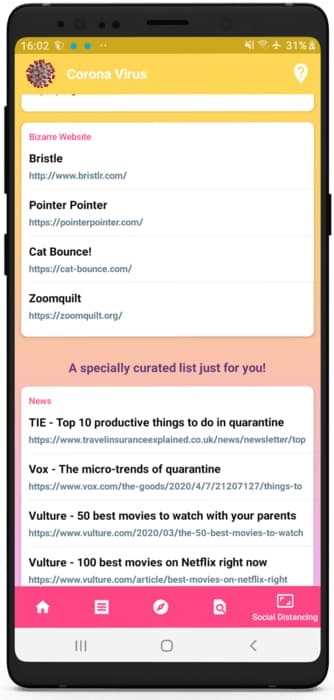 16:02
31%
Corona Virus
Bizarre Website
Bristle
http://www.bristlr.com/
Pointer Pointer
https://pointerpointer.com/
Cat Bounce!
https://cat-bounce.com/
Zoomquilt
https://zoomquilt.org/
A specially curated list just for you!
News
TIE - Top 10 productive things to do in quarantine
https://www.travelinsuranceexplained.co.uk/news/newsletter/top
Vox - The micro-trends of quarantine
https://www.vox.com/the-goods/2020/4/7/21207127/things-to
Vulture - 50 best movies to watch with your parents
https://www.vulture.com/2020/03/the-50-best-movies-to-watch
Vulture - 100 best movies on Netflix right now
https://www.vulture.com/article/best-movies-on-netflix-right
Social Distancing